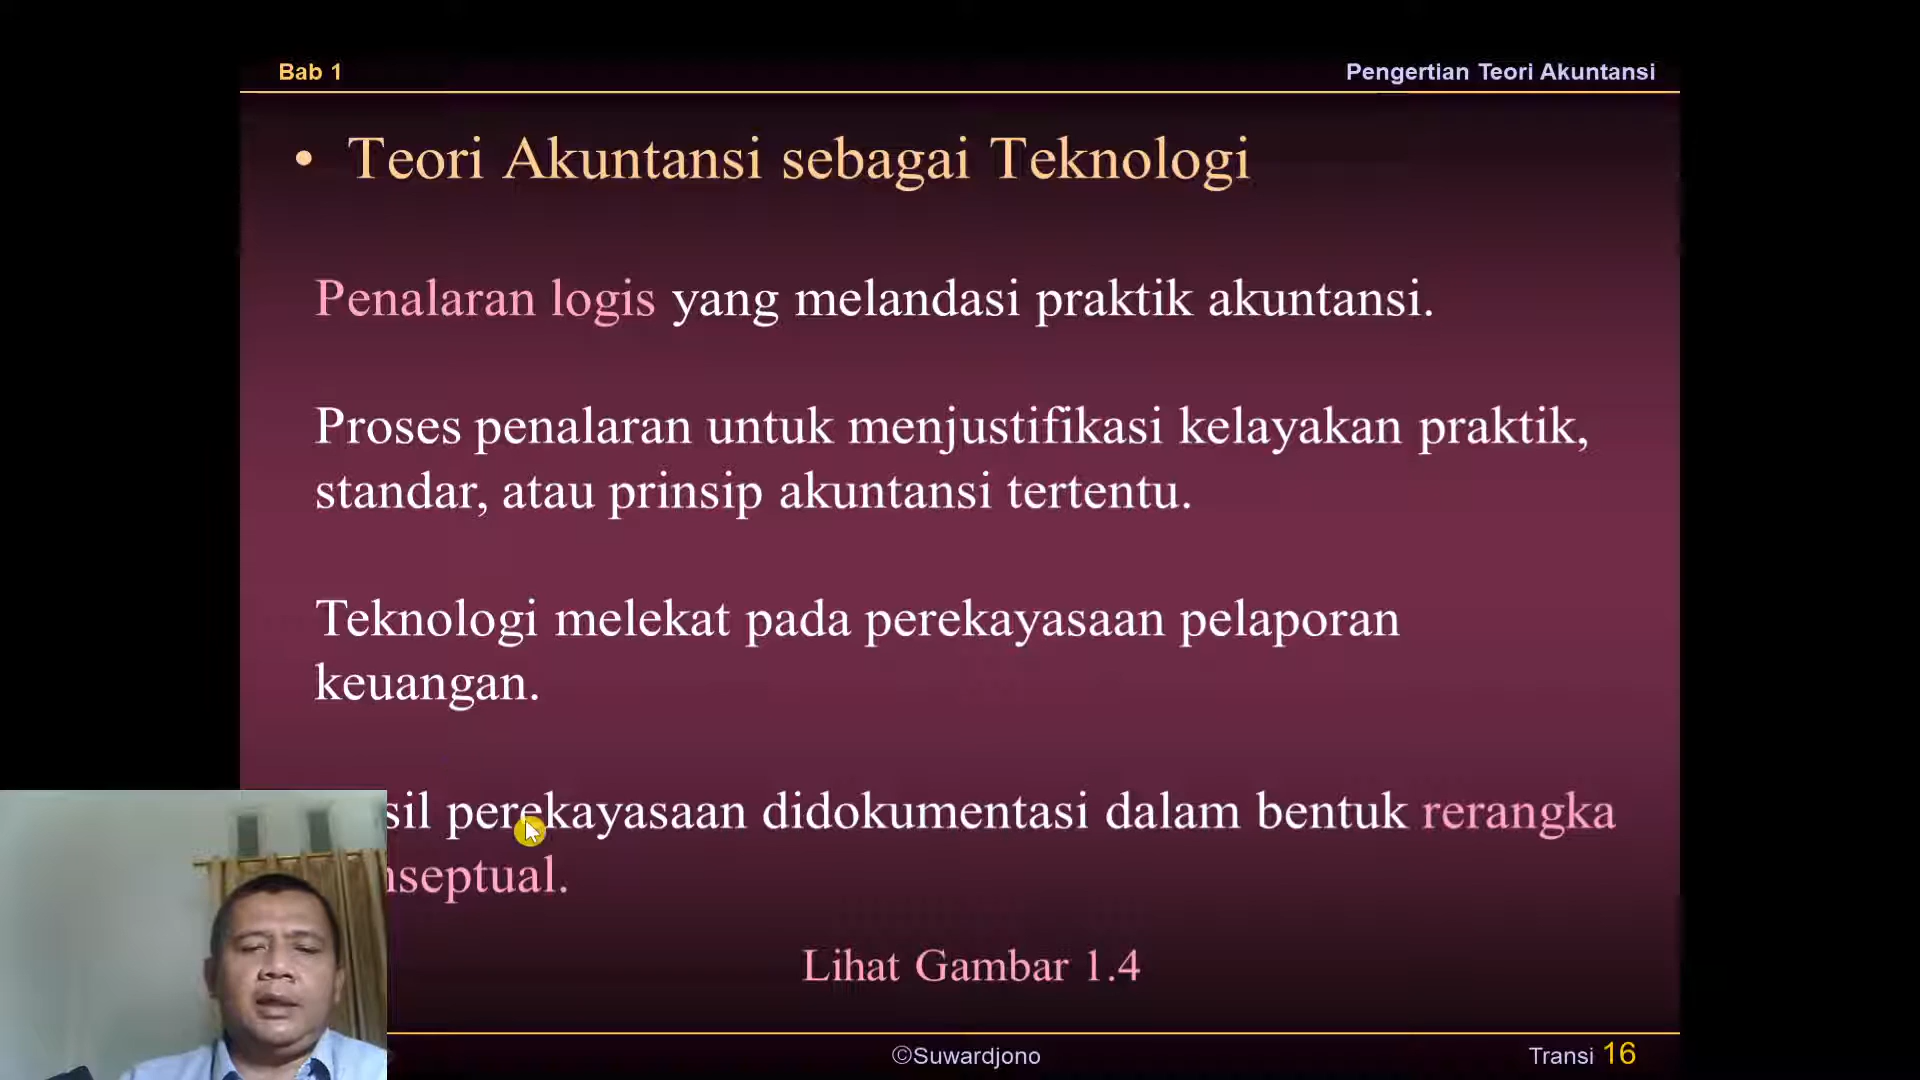 Bab 1
Pengertian Teori Akuntansi
• Teori Akuntansi sebagai Teknologi
Penalaran logis yang melandasi praktik akuntansi.
Proses penalaran untuk menjustifikasi kelayakan praktik,
standar, atau prinsip akuntansi tertentu.
Teknologi melekat pada perekayasaan pelaporan
keuangan.
perekayasaan didokumentasi dalam bentuk rerangka
Lihat Gambar 1.4
©Suwardjono
Transi 16